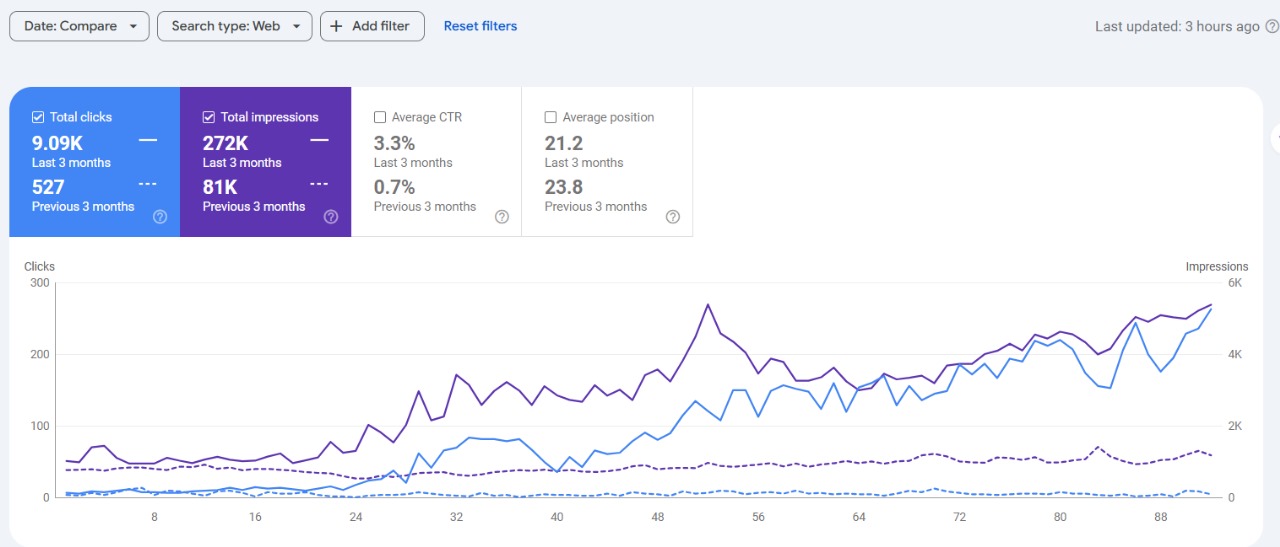 Date: Compare Search type: Web + Add filter Reset filters Last updated: 3 hours ago
Total clicks Total impressions Average CTR Average position
9.09K 272K 3.3% 21.2
Last 3 months Last 3 months Last 3 months Last 3 months
527 81K 0.7% 23.8
Previous 3 months Previous 3 months Previous 3 months Previous 3 months
Clicks Impressions
300 6K
200 4K
100 2K
0 0
8 16 24 32 40 48 56 64 72 80 88